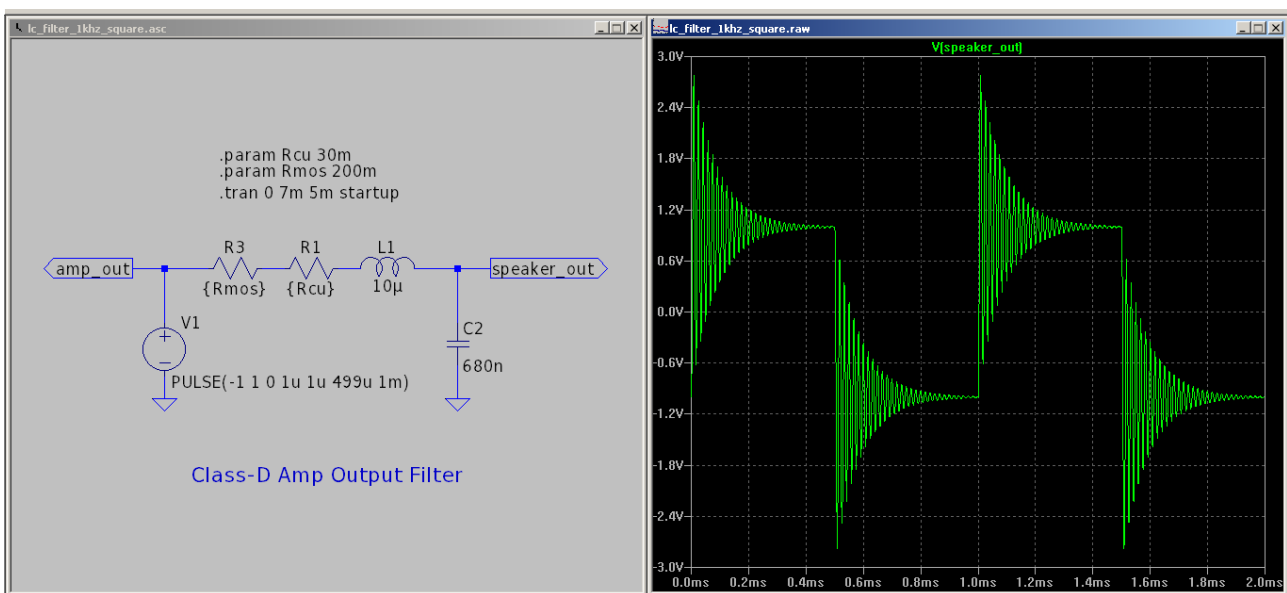 lc_filter_1khz_square.asc
.param Rcu 30m
.param Rmos 200m
.tran 0 7m 5m startup
R3
R1
L1
amp_out
speaker_out
{Rmos}
{Rcu}
10µ
V1
C2
680n
PULSE(-1 1 0 1u 1u 499u 1m)
Class-D Amp Output Filter
lc_filter_1khz_square.raw
V(speaker_out)
3.0V
2.4V
1.8V
1.2V
0.6V
0.0V
-0.6V
-1.2V
-1.8V
-2.4V
-3.0V
0.0ms 0.2ms 0.4ms 0.6ms 0.8ms 1.0ms 1.2ms 1.4ms 1.6ms 1.8ms 2.0ms